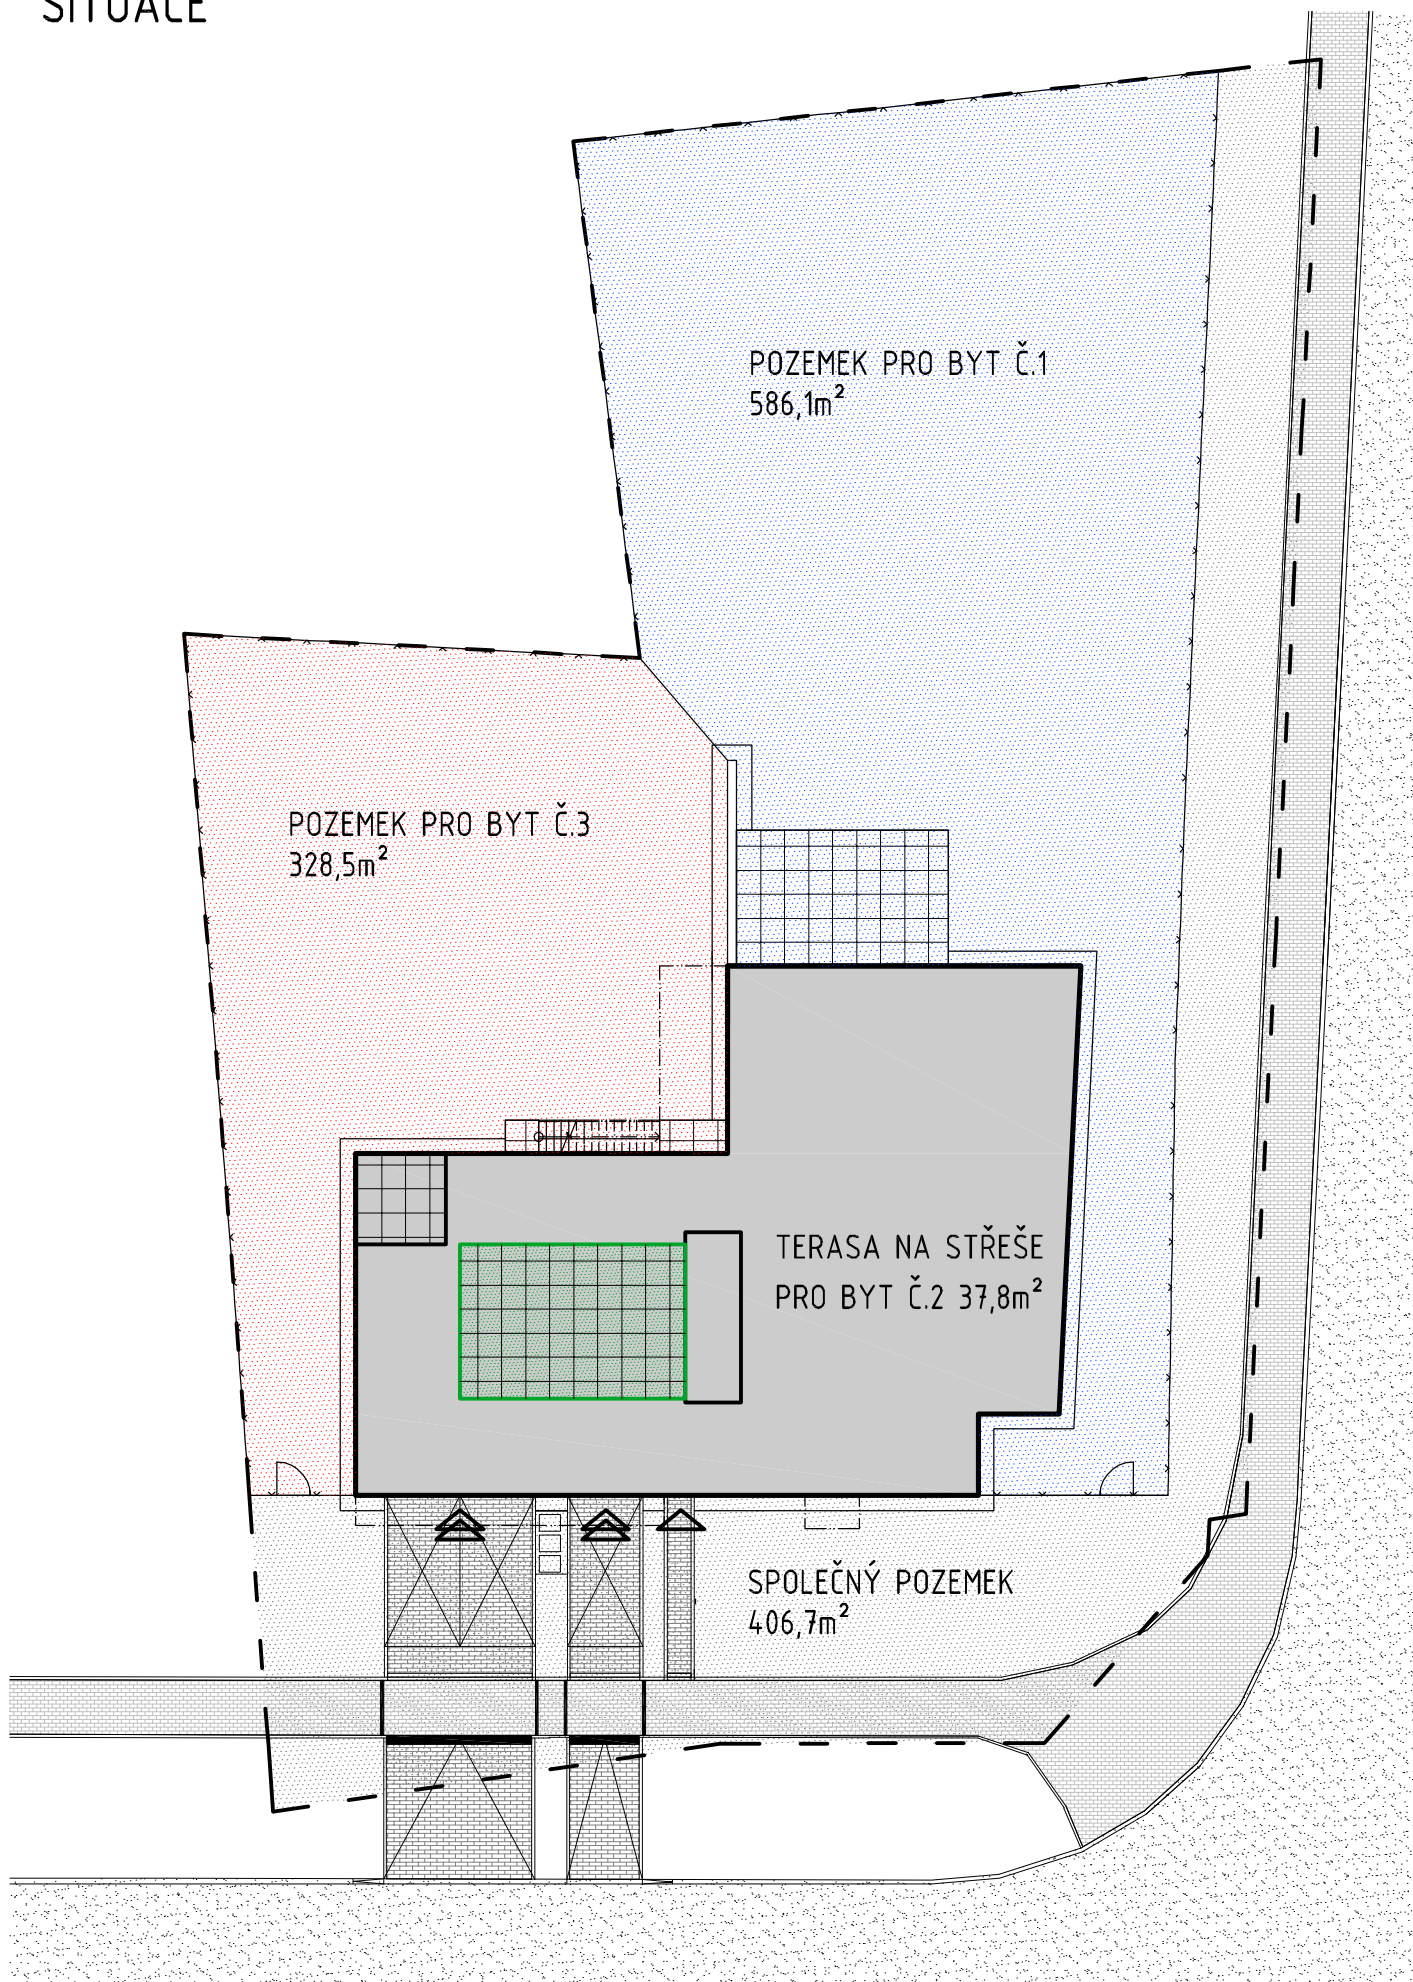 SITUACE
POZEMEK PRO BYT Č.1
586,1m²
POZEMEK PRO BYT Č.3
328,5m²
TERASA NA STŘEŠE
PRO BYT Č.2 37,8m²
SPOLEČNÝ POZEMEK
406,7m²